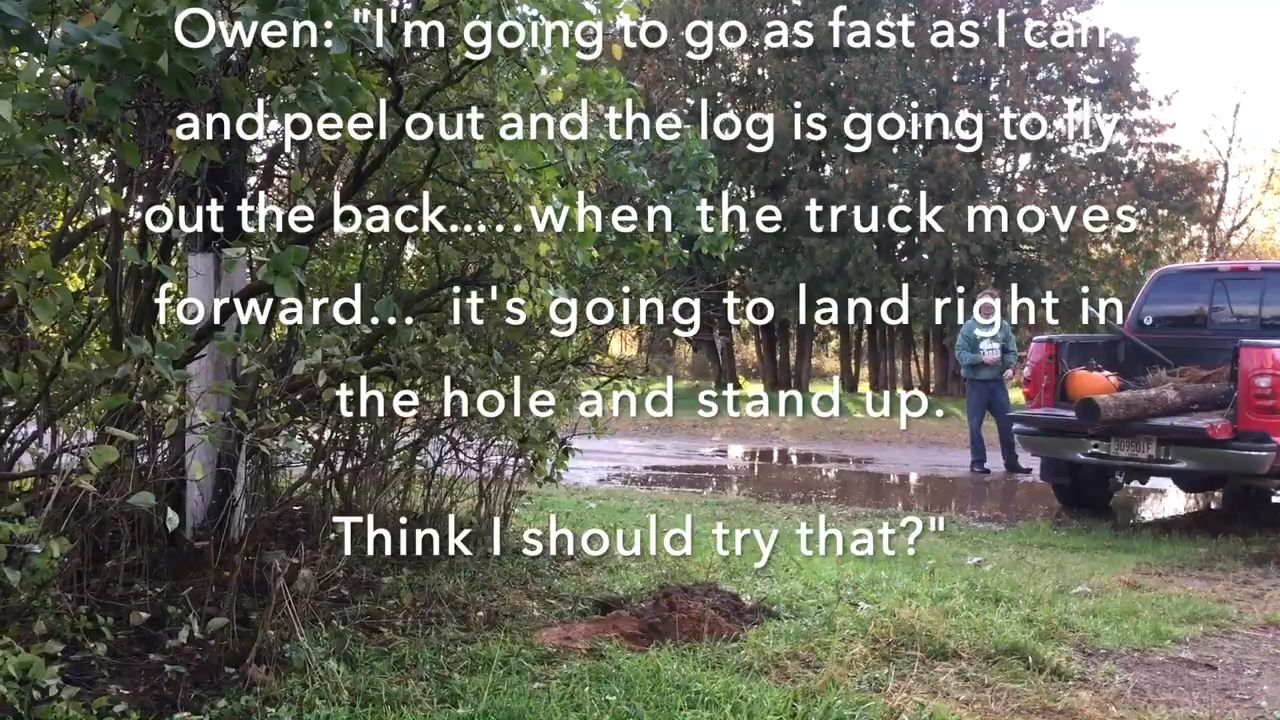 Owen: "I'm going to go as fast as I can
and peel out and the log is going to fly
out the back.....when the truck moves
forward...  it's going to land right in
the hole and stand up.
Think I should try that?"